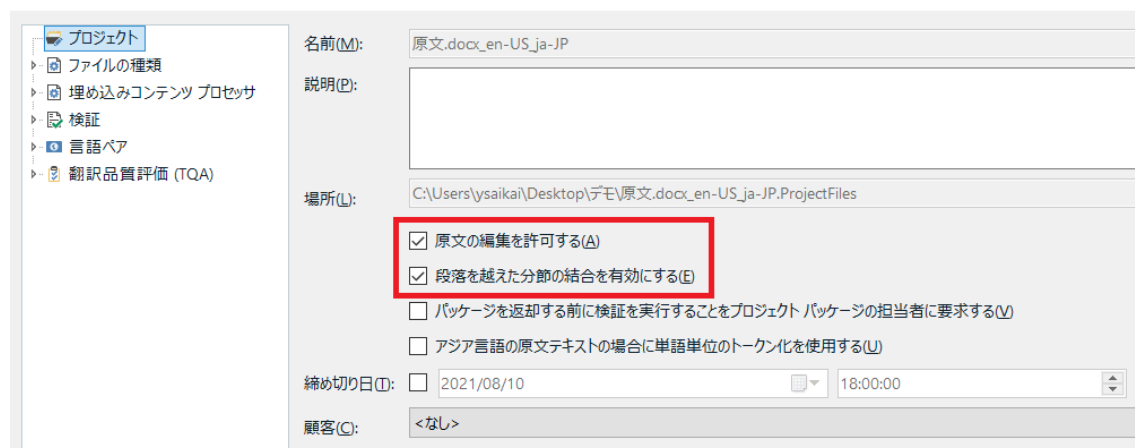 プロジェクト
ファイルの種類
埋め込みコンテンツ プロセッサ
検証
言語ペア
翻訳品質評価 (TQA)
名前(M):
原文.docx_en-US_ja-JP
説明(P):
場所(L):
C:\Users\ysaikai\Desktop\デモ\原文.docx_en-US_ja-JP.ProjectFiles
原文の編集を許可する(A)
段落を越えた分節の結合を有効にする(E)
パッケージを返却する前に検証を実行することをプロジェクト パッケージの担当者に要求する(V)
アジア言語の原文テキストの場合に単語単位のトークン化を使用する(U)
締め切り日(T):
2021/08/10
18:00:00
顧客(C):
<なし>